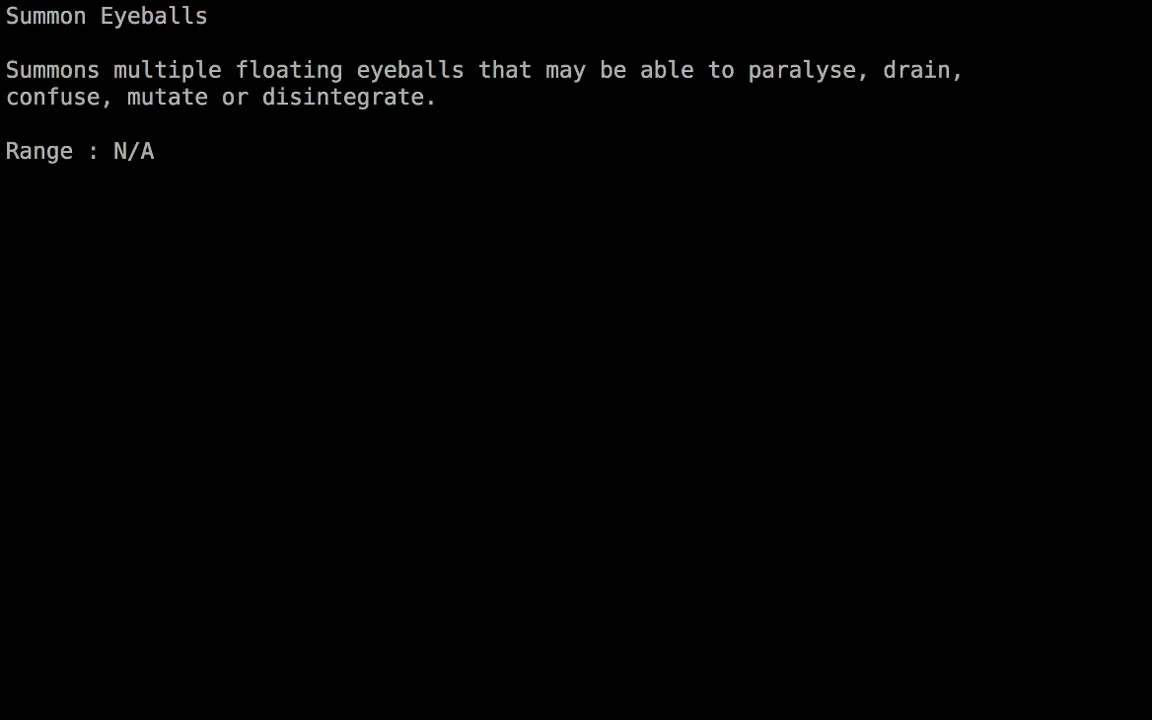 Summon Eyeballs
Summons multiple floating eyeballs that may be able to paralyse, drain,
confuse, mutate or disintegrate.
Range : N/A